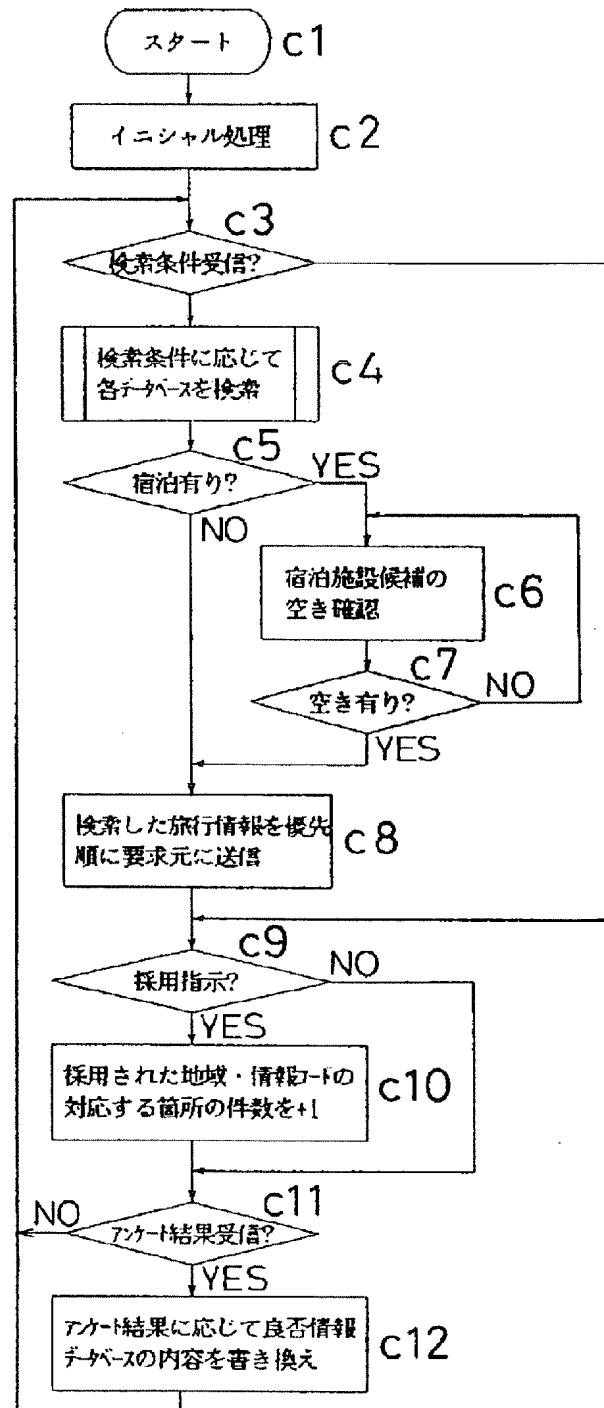 スタート
c1
イニシャル処理
c2
c3
検索条件受信?
検索条件に応じて
各データベースを検索
c4
c5
宿泊有り?
YES
NO
宿泊施設候補の
空き確認
c6
c7
空き有り?
NO
YES
検索した旅行情報を優先
順に要求元に送信
c8
c9
採用指示?
NO
YES
採用された地域・情報コードの
対応する箇所の件数を+1
c10
c11
NO
アンケート結果受信?
YES
アンケート結果に応じて良否情報
データベースの内容を書き換え
c12